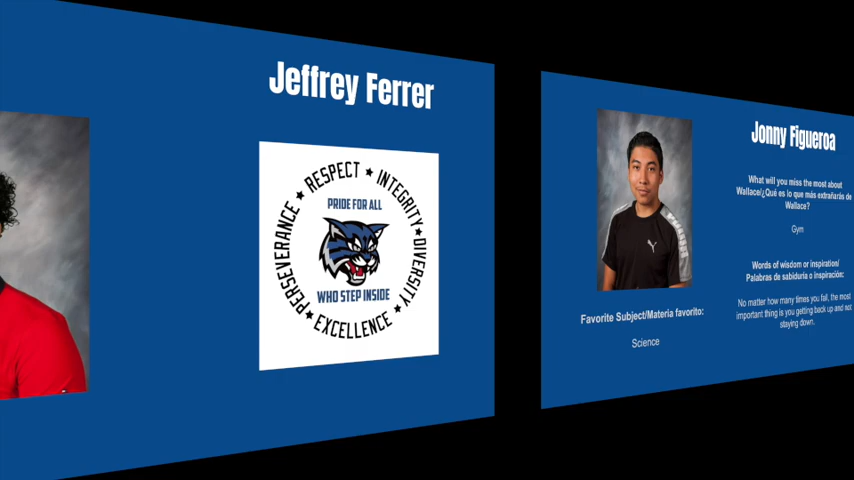 Jeffrey Ferrer
PERSEVERANCE ★ RESPECT ★ INTEGRITY ★ DIVERSITY ★ EXCELLENCE ★
PRIDE FOR ALL
WHO STEP INSIDE
Jonny Figueroa
What will you miss the most about
Wallace/¿Qué es lo que más extrañarás de
Wallace?
Gym
Words of wisdom or inspiration/
Palabras de sabiduría o inspiración:
No matter how many times you fall, the most
important thing is you getting back up and not
staying down.
Favorite Subject/Materia favorito:
Science